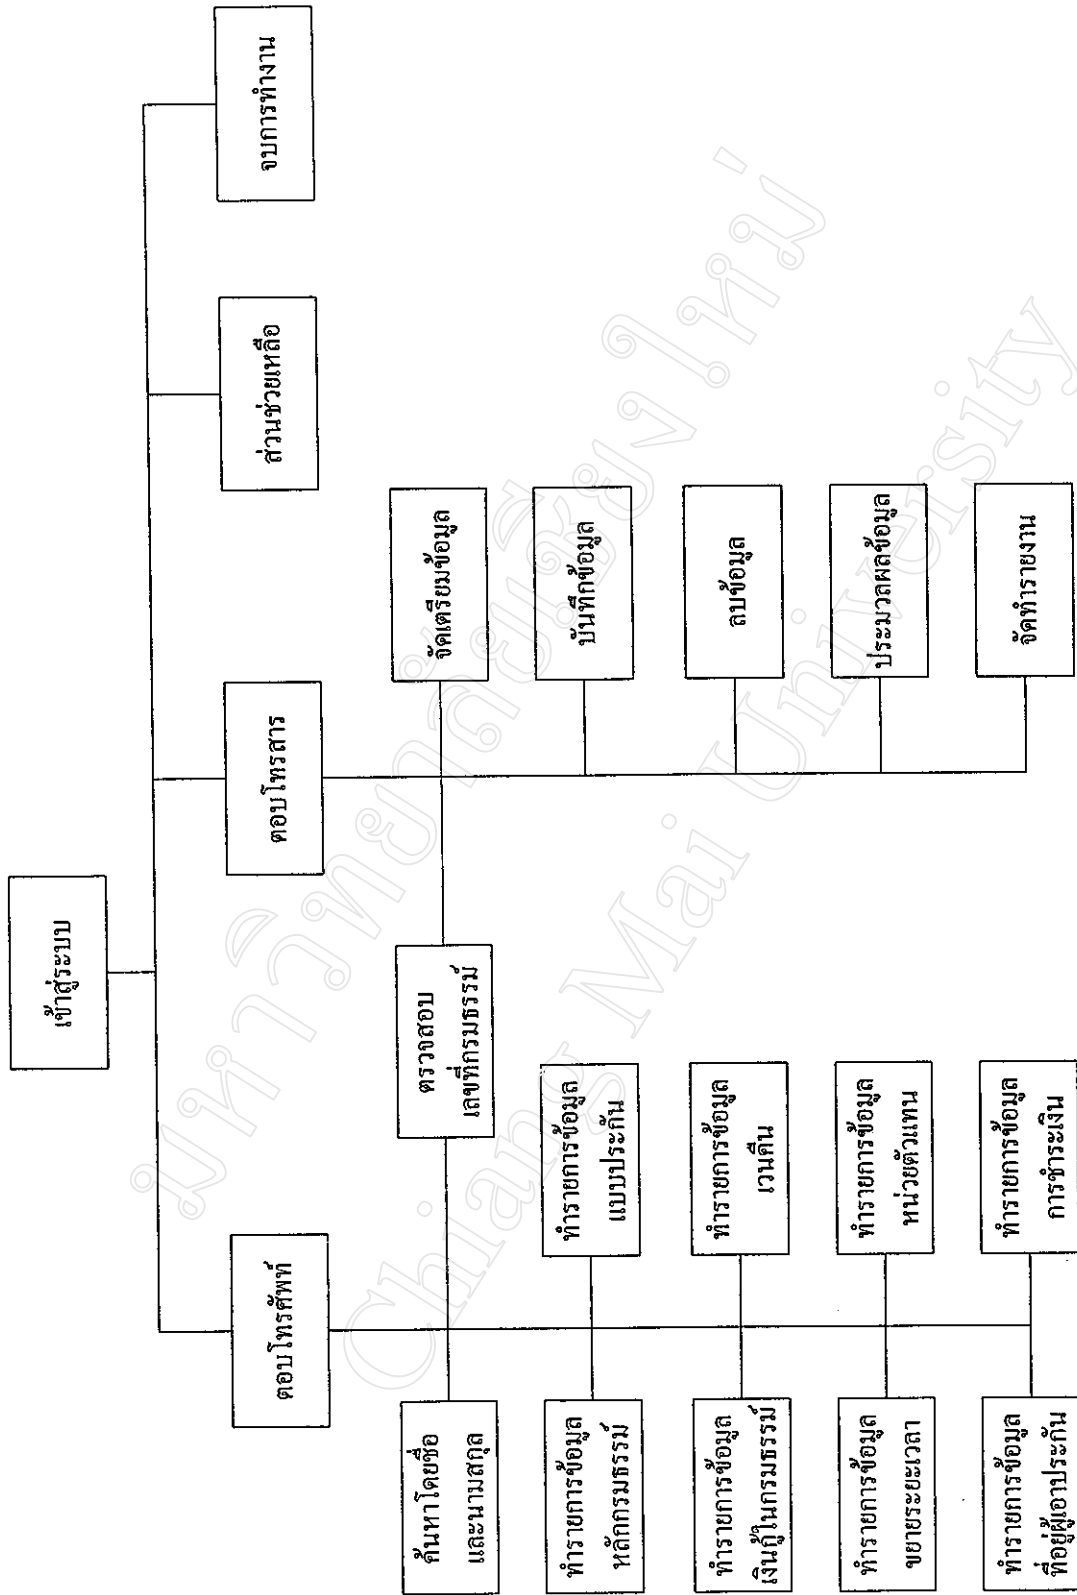 เข้าสู่ระบบ
ตอบโทรศัพท์
ตอบโทรสาร
ส่วนช่วยเหลือ
จบการทำงาน
ค้นหาโดยชื่อ
และนามสกุล
ตรวจสอบ
เลขที่กรมธรรม์
จัดเตรียมข้อมูล
ทำรายการข้อมูล
หลักกรมธรรม์
ทำรายการข้อมูล
แบบประกัน
บันทึกข้อมูล
ทำรายการข้อมูล
เงินกู้ในกรมธรรม์
ทำรายการข้อมูล
เวนคืน
ลบข้อมูล
ทำรายการข้อมูล
ขยายระยะเวลา
ทำรายการข้อมูล
หน่วยตัวแทน
ประมวลผลข้อมูล
ทำรายการข้อมูล
ที่อยู่ผู้เอาประกัน
ทำรายการข้อมูล
การชำระเงิน
จัดทำรายงาน
มหาวิทยาลัยเชียงใหม่
Chiang Mai University